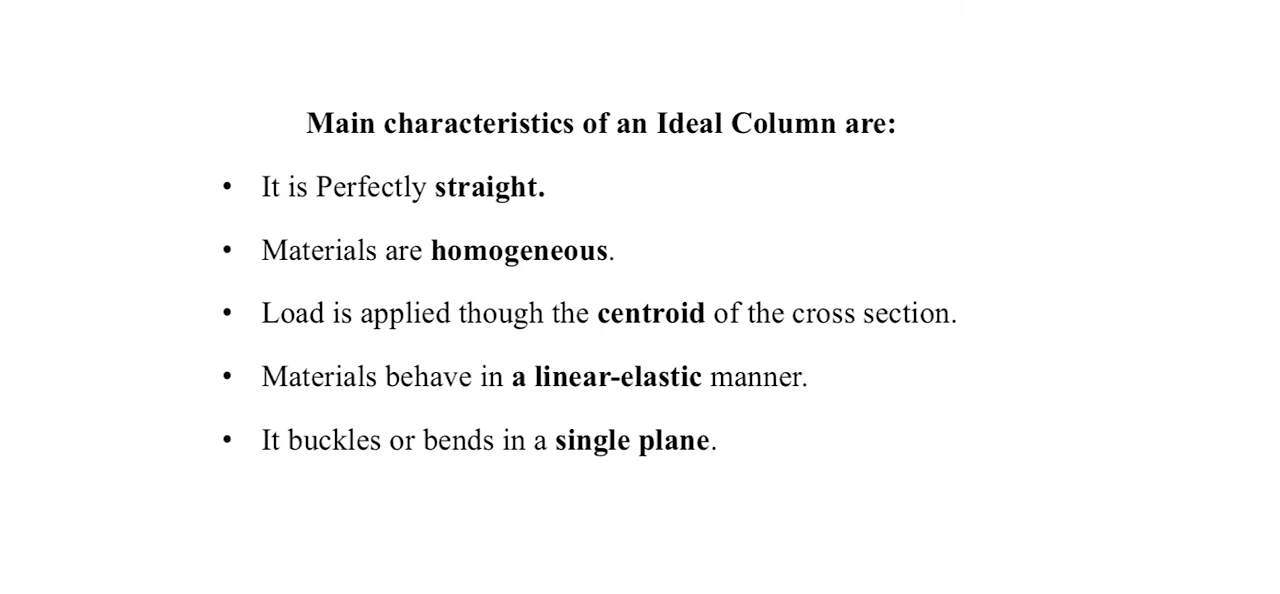 Main characteristics of an Ideal Column are:
• It is Perfectly straight.
• Materials are homogeneous.
• Load is applied though the centroid of the cross section.
• Materials behave in a linear-elastic manner.
• It buckles or bends in a single plane.